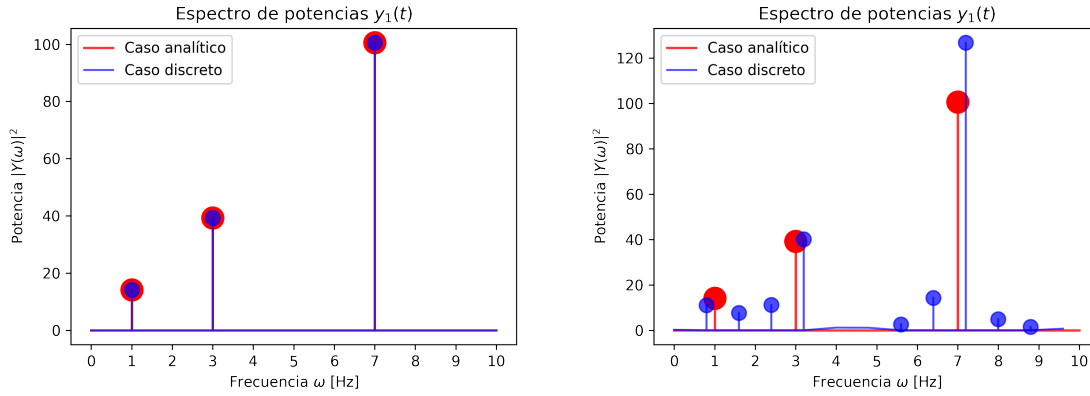 Espectro de potencias y₁(t)
Caso analítico
Caso discreto
100
80
60
40
20
0
Potencia |Y(ω)|²
0 1 2 3 4 5 6 7 8 9 10
Frecuencia ω [Hz]
Espectro de potencias y₁(t)
Caso analítico
Caso discreto
120
100
80
60
40
20
0
Potencia |Y(ω)|²
0 1 2 3 4 5 6 7 8 9 10
Frecuencia ω [Hz]